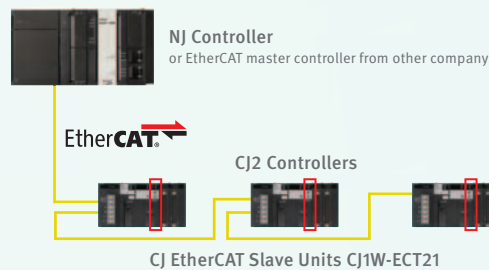 NJ Controller
or EtherCAT master controller from other company
EtherCAT®
CJ2 Controllers
CJ EtherCAT Slave Units CJ1W-ECT21